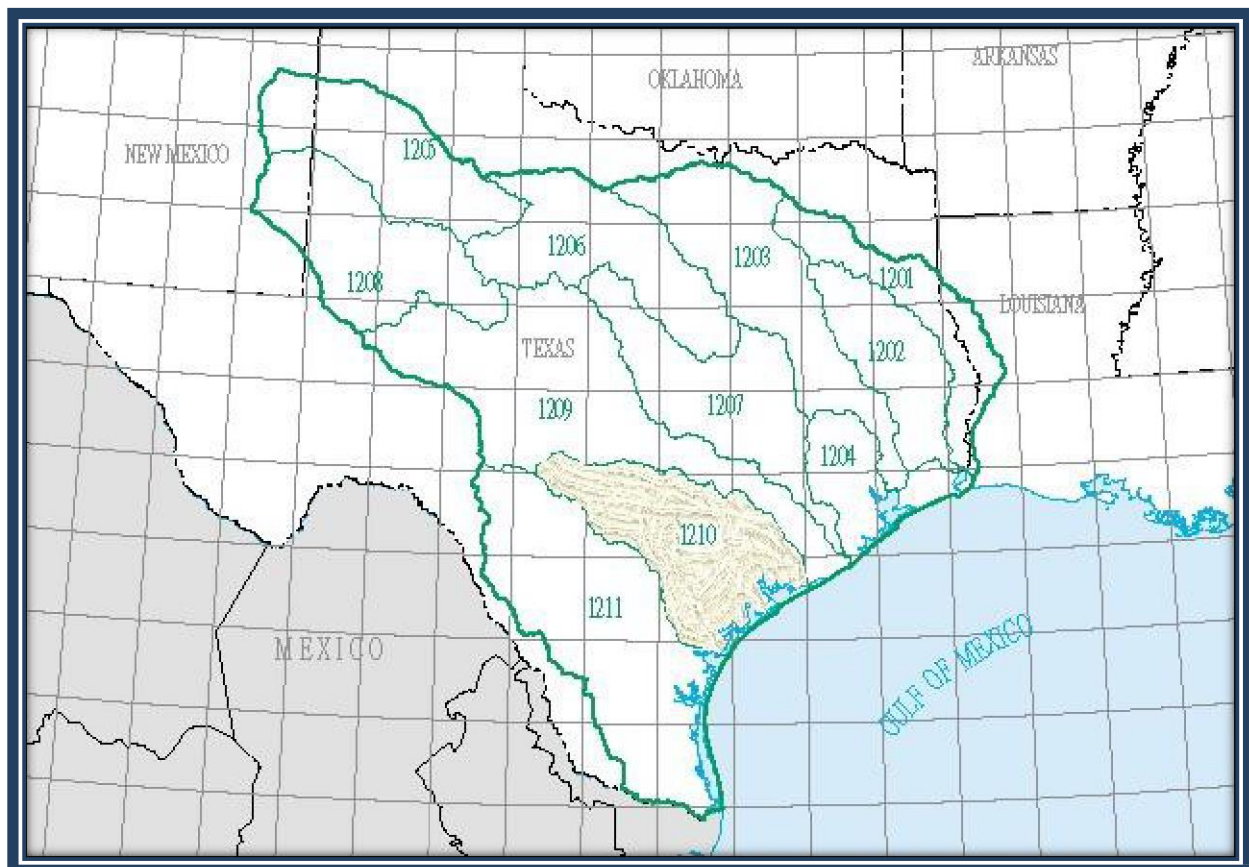 ARKANSAS
OKLAHOMA
NEW MEXICO
1205
1206
1203
1201
1208
LOUISIANA
TEXAS
1202
1209
1207
1204
1210
1211
MEXICO
GULF OF MEXICO